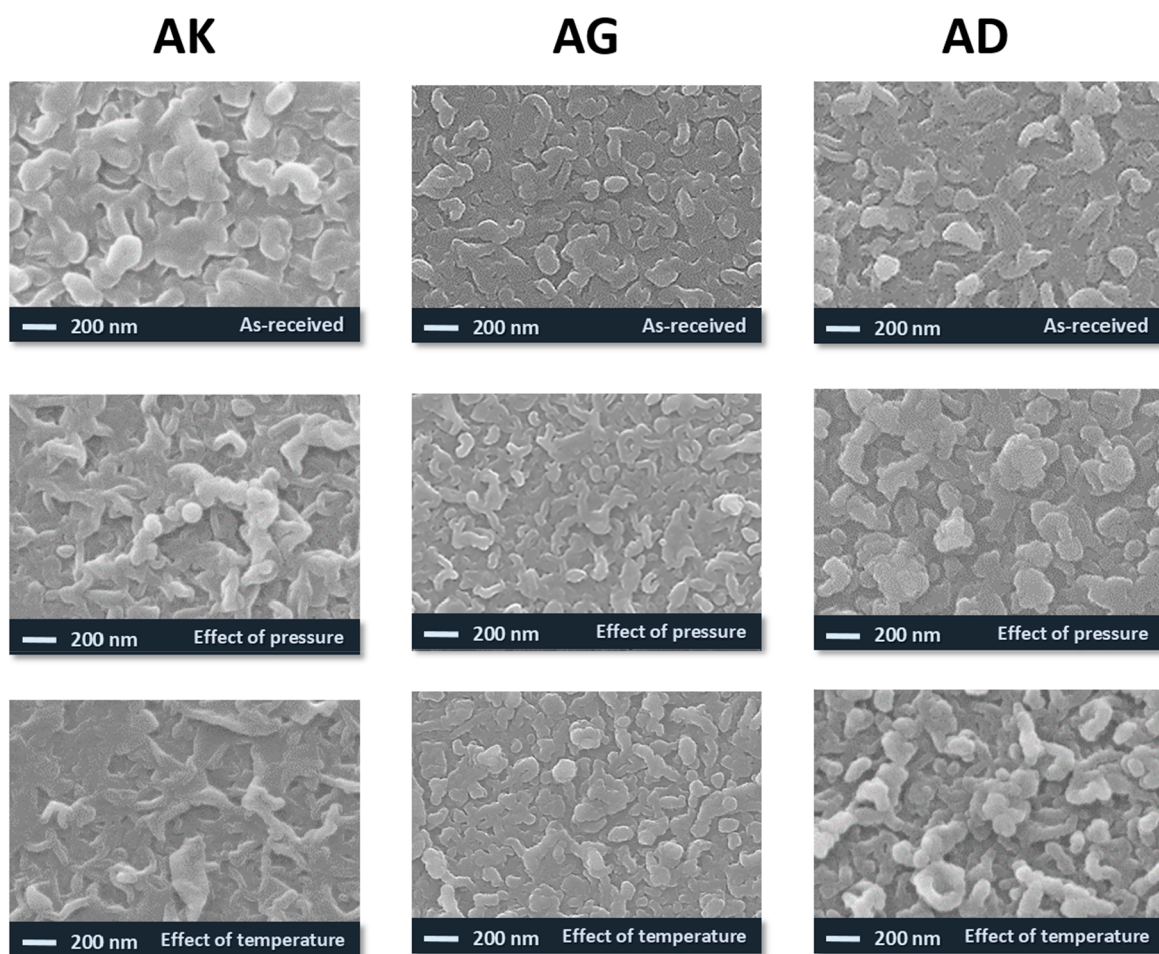 AK AG AD
200 nm As-received 200 nm As-received 200 nm As-received
200 nm Effect of pressure 200 nm Effect of pressure 200 nm Effect of pressure
200 nm Effect of temperature 200 nm Effect of temperature 200 nm Effect of temperature